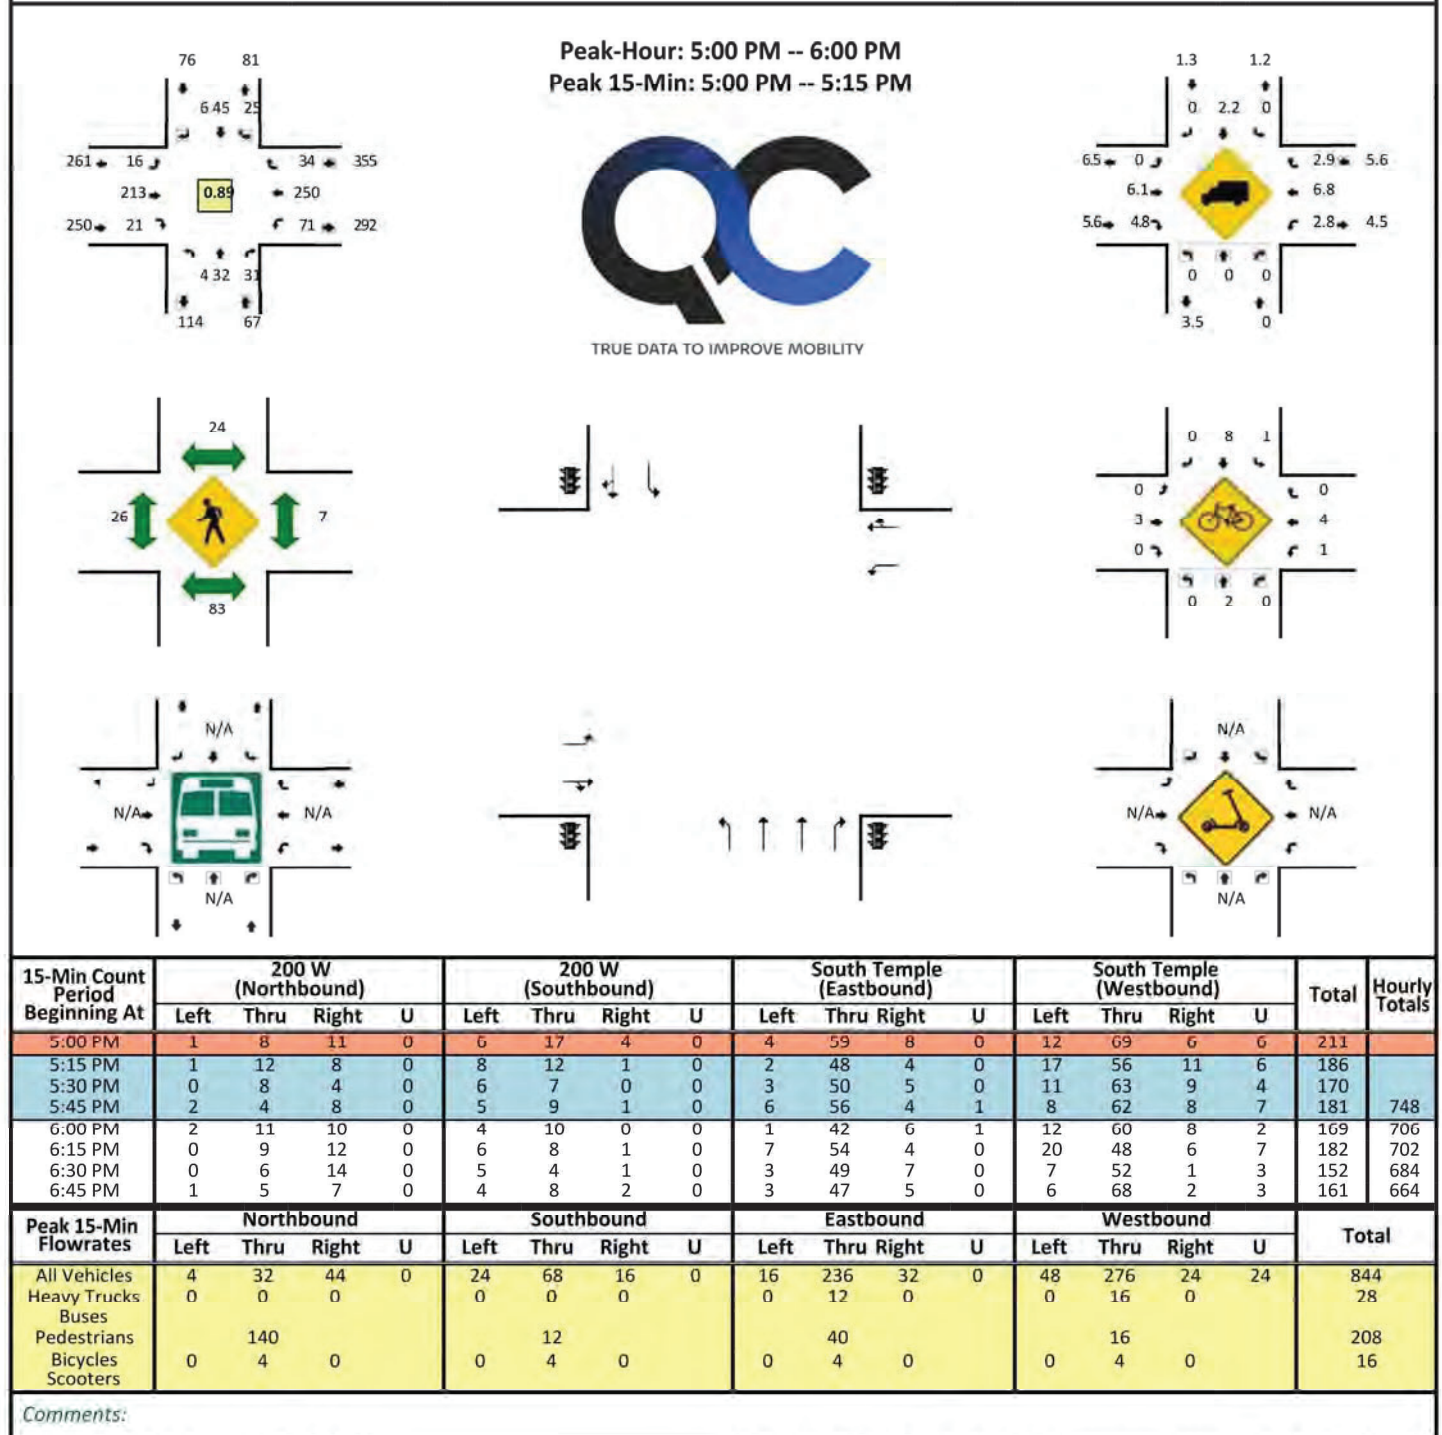 Peak-Hour: 5:00 PM -- 6:00 PM
Peak 15-Min: 5:00 PM -- 5:15 PM
76 81
6 45 25
261 16 34 355
213 0.89 250
250 21 71 292
4 32 31
114 67
QC
TRUE DATA TO IMPROVE MOBILITY
1.3 1.2
0 2.2 0
6.5 0 2.9 5.6
6.1 6.8
5.6 4.8 2.8 4.5
0 0 0
3.5 0
24
26 7
83
0 8 1
0 0
3 4
0 1
0 2 0
N/A
N/A N/A
N/A
N/A
N/A N/A
N/A
15-Min Count Period Beginning At 200 W (Northbound) 200 W (Southbound) South Temple (Eastbound) South Temple (Westbound) Total Hourly Totals
Left Thru Right U Left Thru Right U Left Thru Right U Left Thru Right U
5:00 PM 1 8 11 0 6 17 4 0 4 59 8 0 12 69 6 6 211
5:15 PM 1 12 8 0 8 12 1 0 2 48 4 0 17 56 11 6 186
5:30 PM 0 8 4 0 6 7 0 0 3 50 5 0 11 63 9 4 170
5:45 PM 2 4 8 0 5 9 1 0 6 56 4 1 8 62 8 7 181 748
6:00 PM 2 11 10 0 4 10 0 0 1 42 6 1 12 60 8 2 169 706
6:15 PM 0 9 12 0 6 8 1 0 7 54 4 0 20 48 6 7 182 702
6:30 PM 0 6 14 0 5 4 1 0 3 49 7 0 7 52 1 3 152 684
6:45 PM 1 5 7 0 4 8 2 0 3 47 5 0 6 68 2 3 161 664
Peak 15-Min Flowrates Northbound Southbound Eastbound Westbound Total
Left Thru Right U Left Thru Right U Left Thru Right U Left Thru Right U
All Vehicles 4 32 44 0 24 68 16 0 16 236 32 0 48 276 24 24 844
Heavy Trucks 0 0 0 0 0 0 0 12 0 0 16 0 28
Buses
Pedestrians 140 12 40 16 208
Bicycles 0 4 0 0 4 0 0 4 0 0 4 0 16
Scooters
Comments: